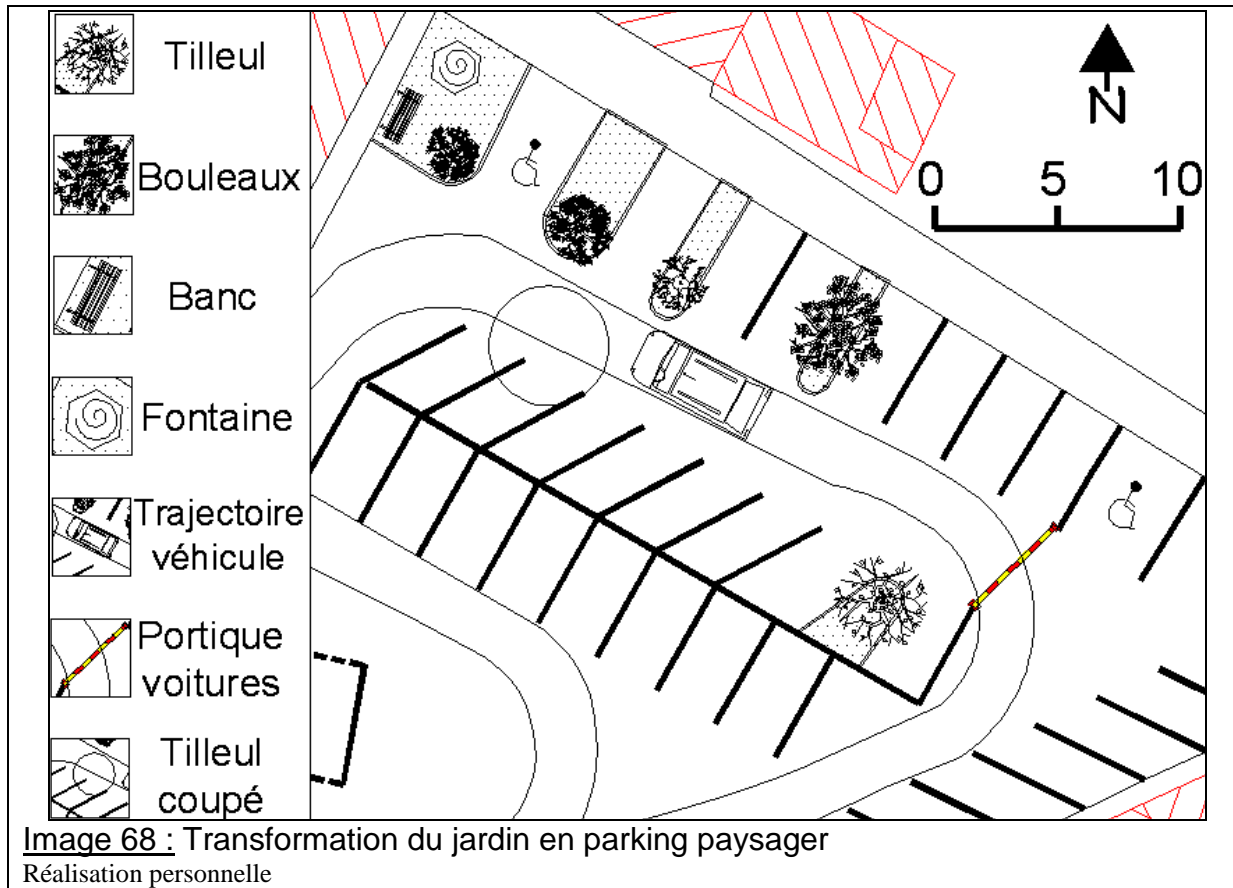 Tilleul
Bouleaux
Banc
Fontaine
Trajectoire
véhicule
Portique
voitures
Tilleul
coupé
N
0 5 10
Image 68 : Transformation du jardin en parking paysager
Réalisation personnelle